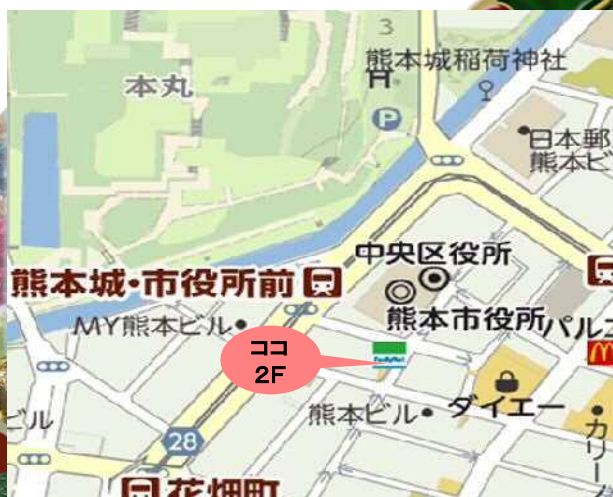 3
熊本城稲荷神社
本丸
P
日本郵
熊本ビ
中央区役所
熊本城・市役所前
熊本市役所
パルコ
MY熊本ビル
ココ
2F
FamilyMart
熊本ビル
ダイエー
カリーノ
ビル
28
花畑町